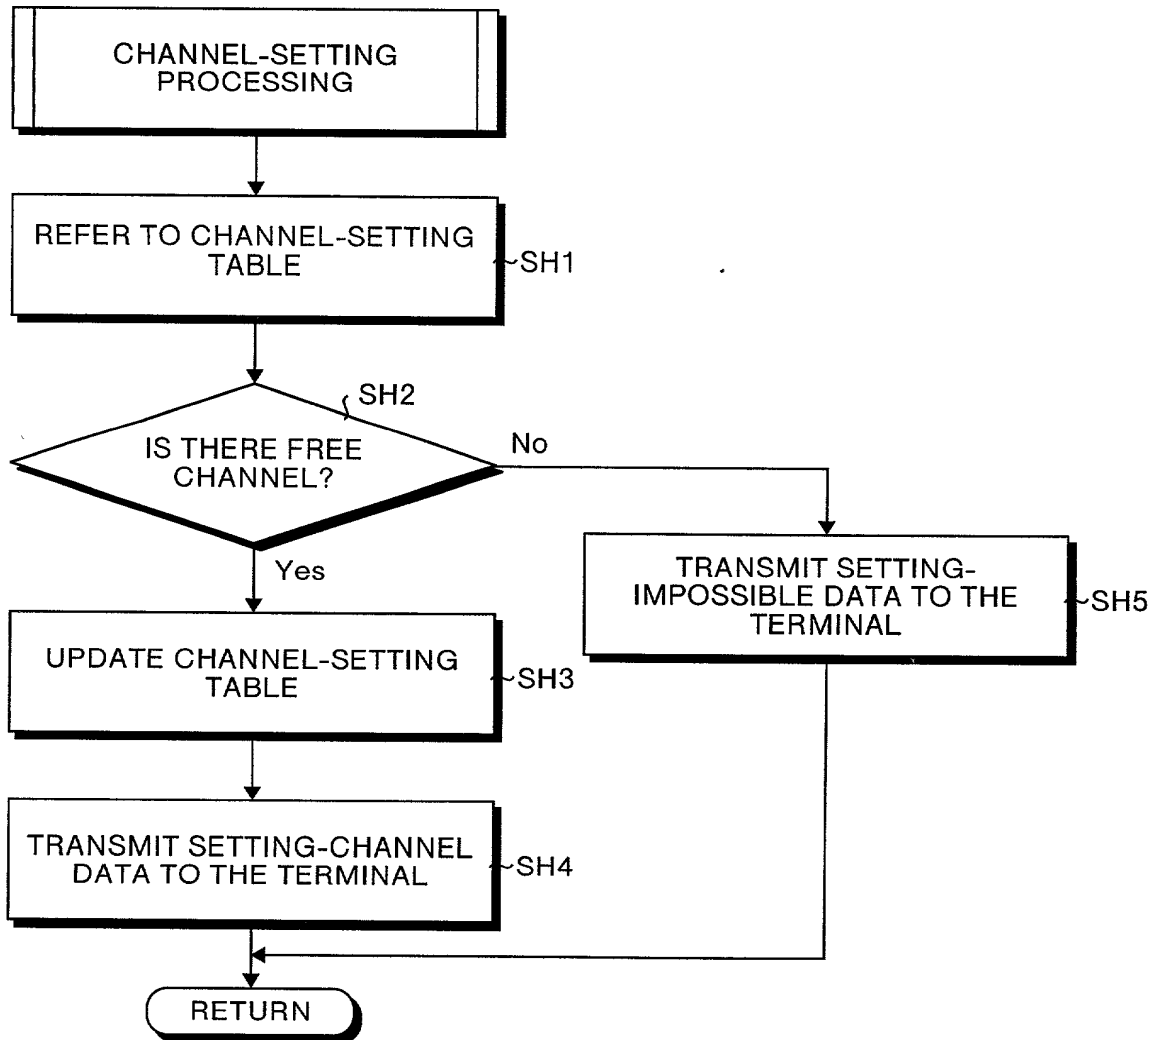 CHANNEL-SETTING
PROCESSING
REFER TO CHANNEL-SETTING
TABLE
SH1
SH2
IS THERE FREE
CHANNEL?
No
Yes
TRANSMIT SETTING-
IMPOSSIBLE DATA TO THE
TERMINAL
SH5
UPDATE CHANNEL-SETTING
TABLE
SH3
TRANSMIT SETTING-CHANNEL
DATA TO THE TERMINAL
SH4
RETURN